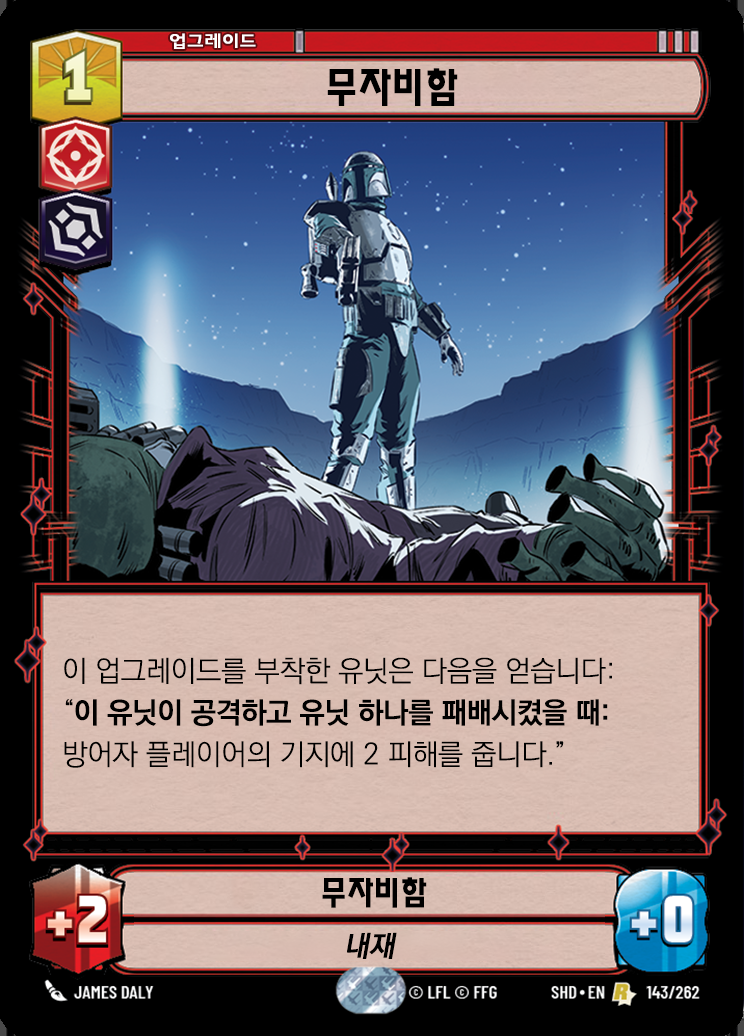 업그레이드
1
무자비함
이 업그레이드를 부착한 유닛은 다음을 얻습니다:
“이 유닛이 공격하고 유닛 하나를 패배시켰을 때:
방어자 플레이어의 기지에 2 피해를 줍니다.”
+2
무자비함
+0
내재
JAMES DALY
© LFL © FFG
SHD • EN R 143/262